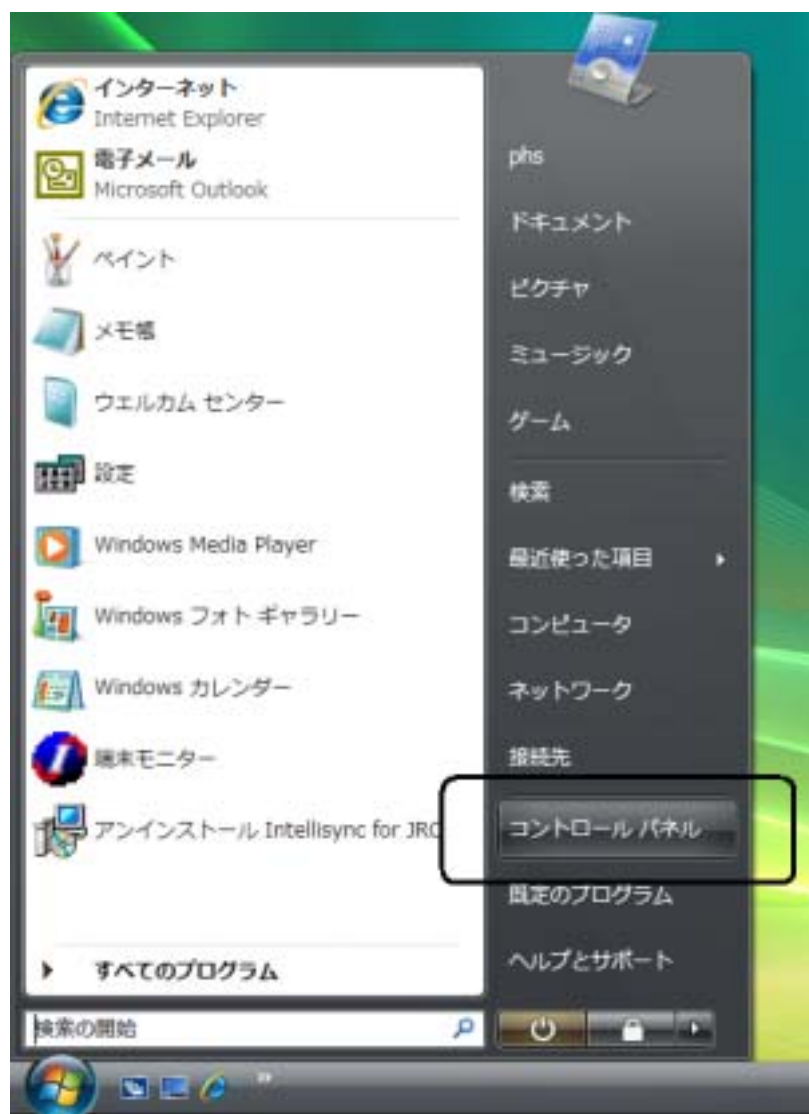 インターネット
Internet Explorer
電子メール
Microsoft Outlook
ペイント
メモ帳
ウェルカム センター
設定
Windows Media Player
Windows フォト ギャラリー
Windows カレンダー
端末モニター
アンインストール Intellisync for JRC
すべてのプログラム
検索の開始
phs
ドキュメント
ピクチャ
ミュージック
ゲーム
検索
最近使った項目
コンピュータ
ネットワーク
接続先
コントロール パネル
既定のプログラム
ヘルプとサポート